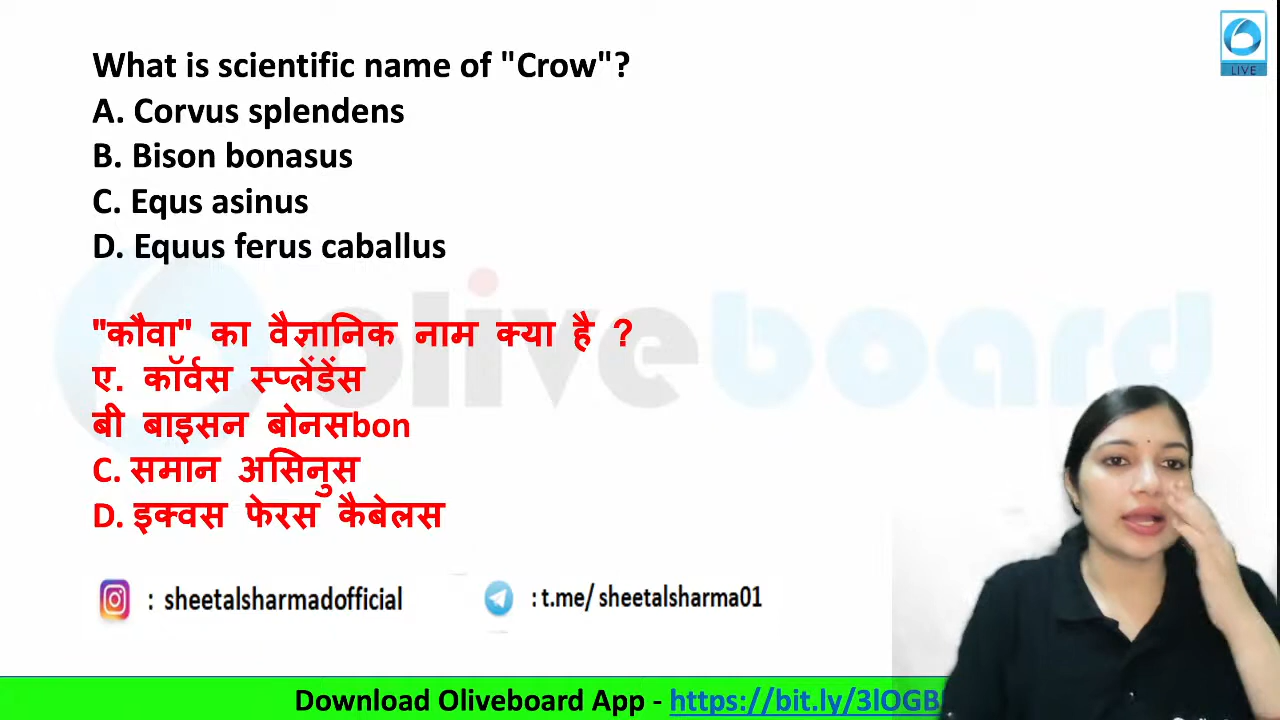 What is scientific name of "Crow"?
LIVE
A. Corvus splendens
B. Bison bonasus
C. Equs asinus
D. Equus ferus caballus
oliveboard
"कौवा" का वैज्ञानिक नाम क्या है ?
ए. कॉर्वस स्प्लेंडेंस
बी बाइसन बोनसbon
C. समान असिनुस
D. इक्वस फेरस कैबेलस
: sheetalsharmadofficial
: t.me/ sheetalsharma01
Download Oliveboard App - https://bit.ly/3lOGB